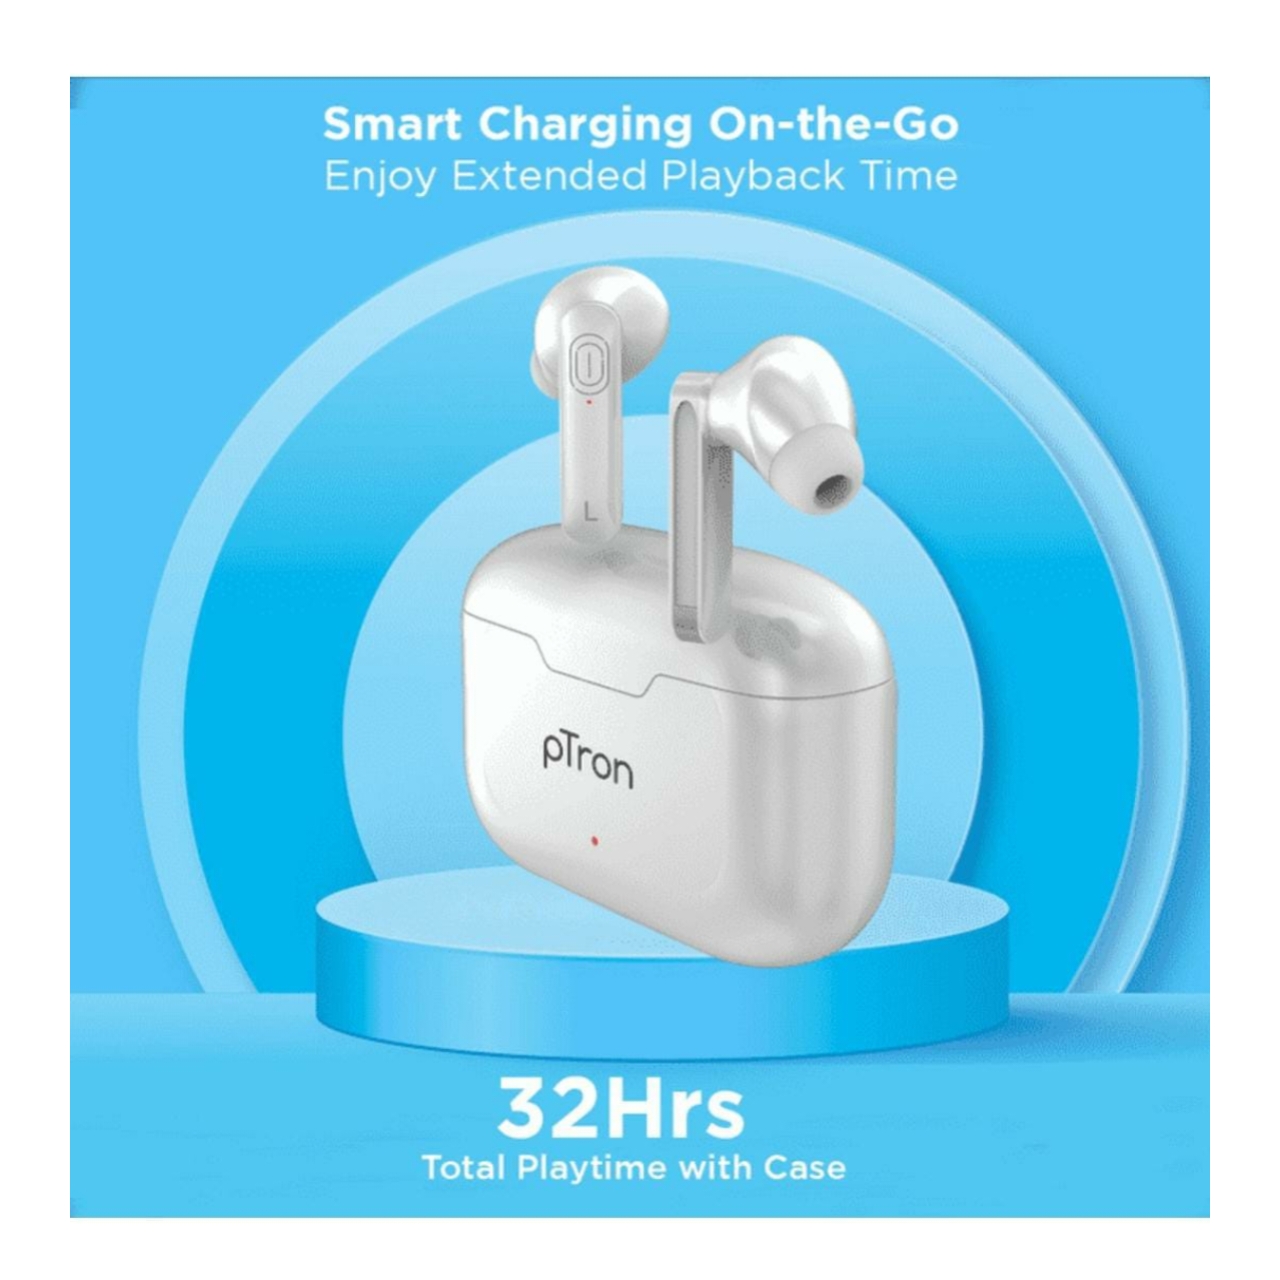 Smart Charging On-the-Go
Enjoy Extended Playback Time
L
pTron
32Hrs
Total Playtime with Case